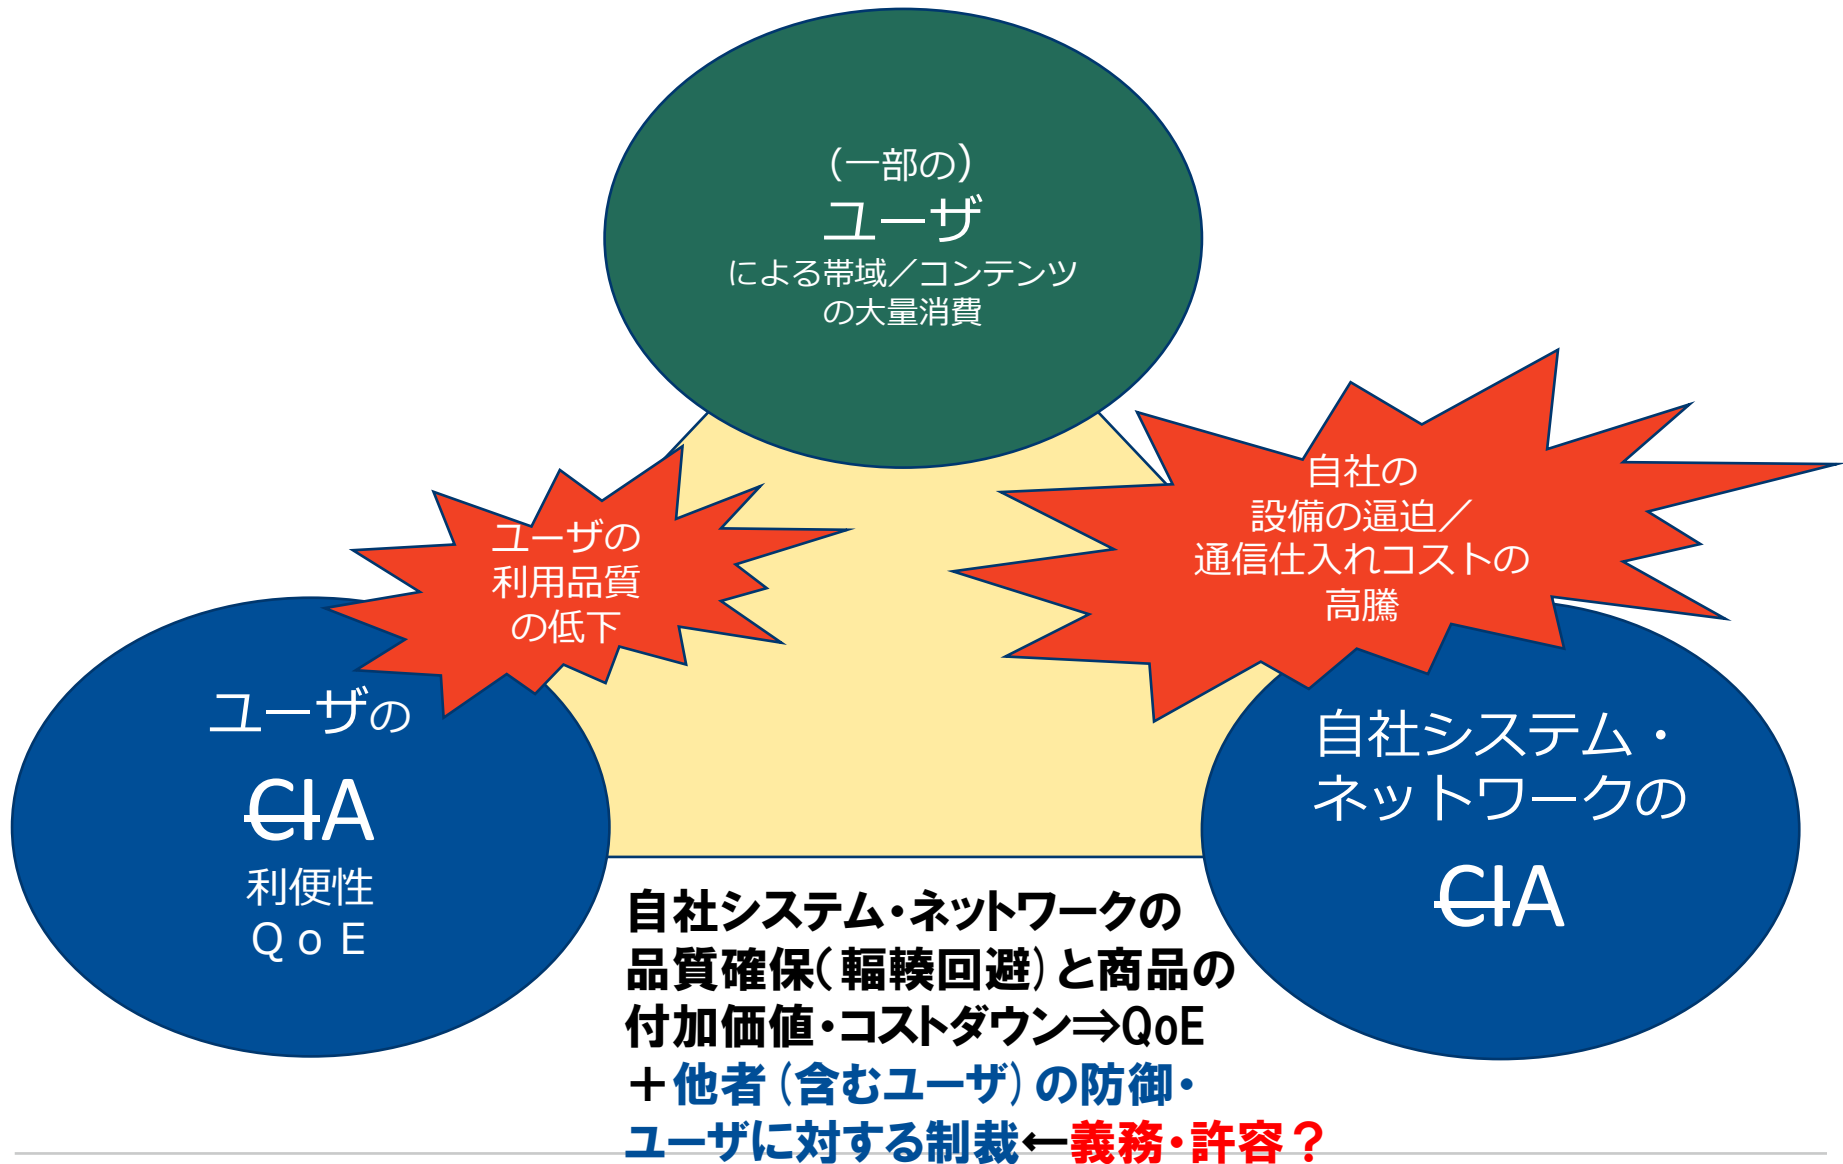 （一部の）
ユーザ
による帯域／コンテンツ
の大量消費
ユーザの
利用品質
の低下
自社の
設備の逼迫／
通信仕入れコストの
高騰
ユーザの
CIA
利便性
ＱｏＥ
自社システム・
ネットワークの
CIA
自社システム・ネットワークの
品質確保（輻輳回避）と商品の
付加価値・コストダウン⇒QoE
＋他者（含むユーザ）の防御・
ユーザに対する制裁←義務・許容？